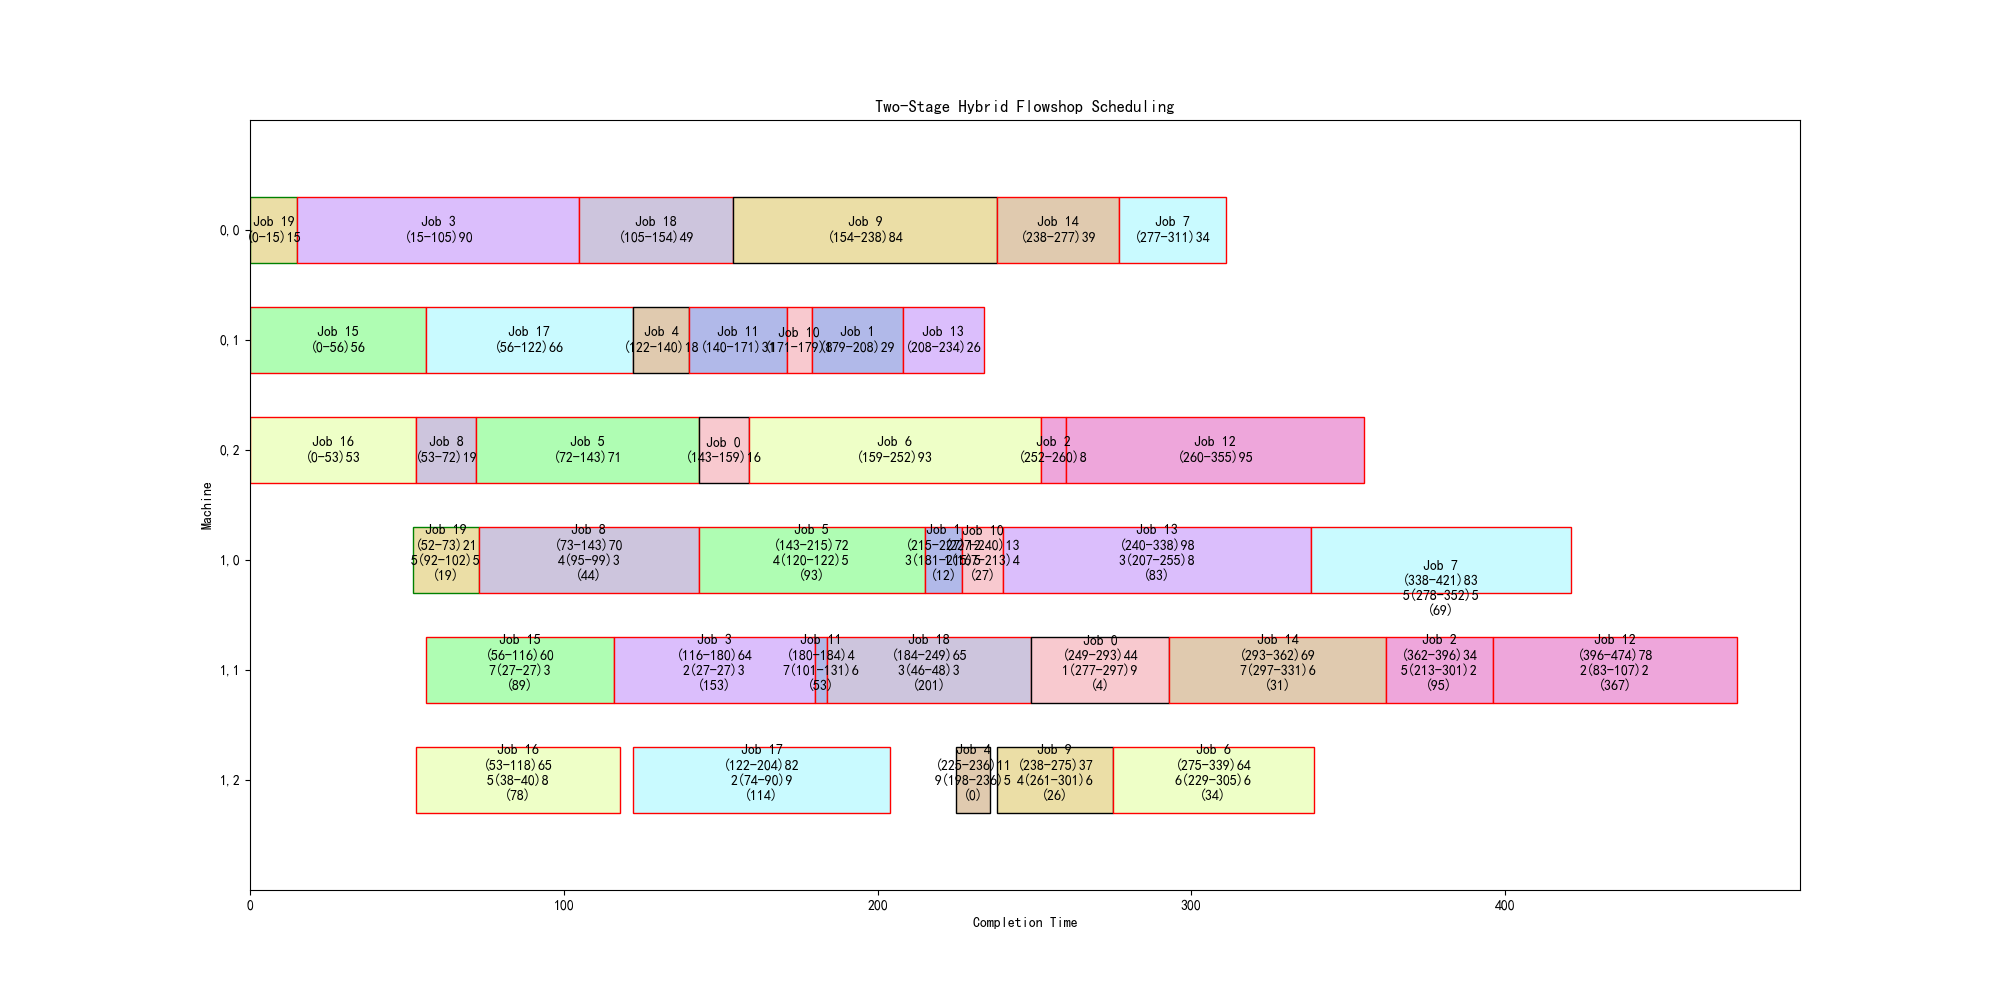 Two-Stage Hybrid Flowshop Scheduling
0,0
Job 19
(0-15)15
Job 3
(15-105)90
Job 18
(105-154)49
Job 9
(154-238)84
Job 14
(238-277)39
Job 7
(277-311)34
0,1
Job 15
(0-56)56
Job 17
(56-122)66
Job 4
(122-140)18
Job 11
(140-171)31
Job 10
(171-179)8
Job 1
(179-208)29
Job 13
(208-234)26
0,2
Job 16
(0-53)53
Job 8
(53-72)19
Job 5
(72-143)71
Job 0
(143-159)16
Job 6
(159-252)93
Job 2
(252-260)8
Job 12
(260-355)95
Machine
1,0
Job 19
(52-73)21
5(92-102)5
(19)
Job 8
(73-143)70
4(95-99)3
(44)
Job 5
(143-215)72
4(120-122)5
(93)
Job 1
(215-227)12
(12)
Job 10
(227-240)13
(27)
Job 13
(240-338)98
3(207-255)8
(83)
Job 7
(338-421)83
5(278-352)5
(69)
1,1
Job 15
(56-116)60
7(27-27)3
(89)
Job 3
(116-180)64
2(27-27)3
(153)
Job 11
(180-184)4
7(101-131)6
(53)
Job 18
(184-249)65
3(46-48)3
(201)
Job 0
(249-293)44
1(277-297)9
(4)
Job 14
(293-362)69
7(297-331)6
(31)
Job 2
(362-396)34
5(213-301)2
(95)
Job 12
(396-474)78
2(83-107)2
(367)
1,2
Job 16
(53-118)65
5(38-40)8
(78)
Job 17
(122-204)82
2(74-90)9
(114)
Job 4
(225-236)11
9(198-236)5
(0)
Job 9
(238-275)37
4(261-301)6
(26)
Job 6
(275-339)64
6(229-305)6
(34)
0 100 200 300 400
Completion Time